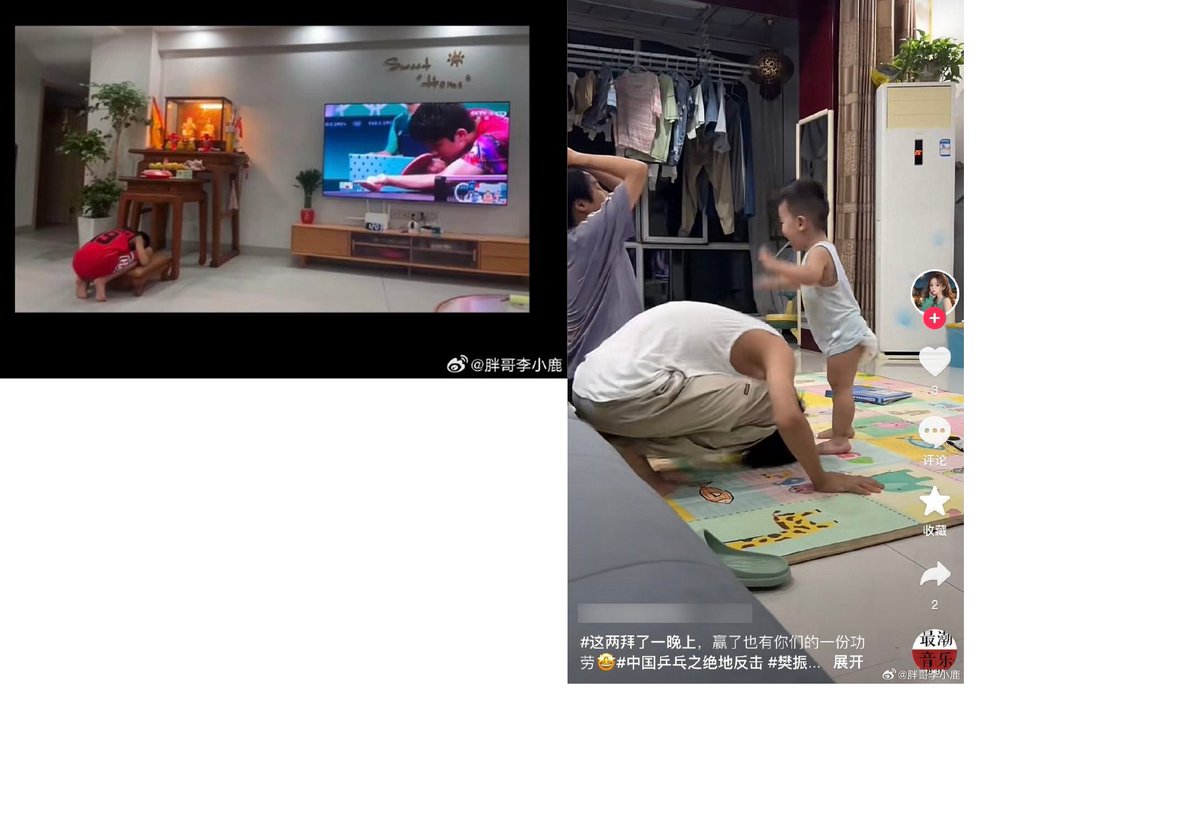 Sweet
"Home"
@胖哥李小鹿
3
评论
收藏
2
#这两拜了一晚上，赢了也有你们的一份功
劳🤩#中国乒乓之绝地反击 #樊振... 展开
最潮
音乐
@胖哥李小鹿